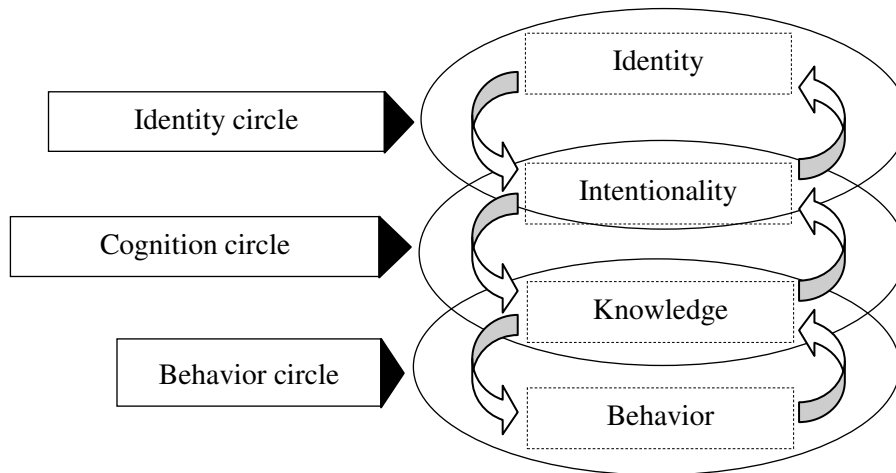 Identity
Identity circle
Intentionality
Cognition circle
Knowledge
Behavior circle
Behavior